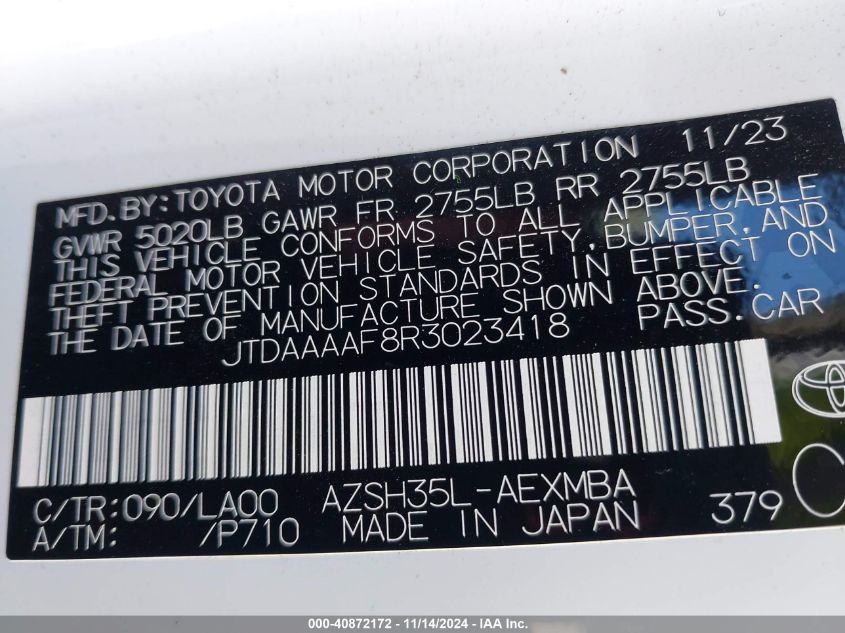 MFD. BY: TOYOTA MOTOR CORPORATION 11/23
GVWR 5020LB GAWR FR 2755LB RR 2755LB
THIS VEHICLE CONFORMS TO ALL APPLICABLE
FEDERAL MOTOR VEHICLE SAFETY, BUMPER, AND
THEFT PREVENTION STANDARDS IN EFFECT ON
THE DATE OF MANUFACTURE SHOWN ABOVE.
JTDAAAAF8R3023418 PASS. CAR
C/TR: 090/LA00 AZSH35L-AEXMBA
A/TM: /P710 MADE IN JAPAN 379 C
000-40872172 - 11/14/2024 - IAA Inc.